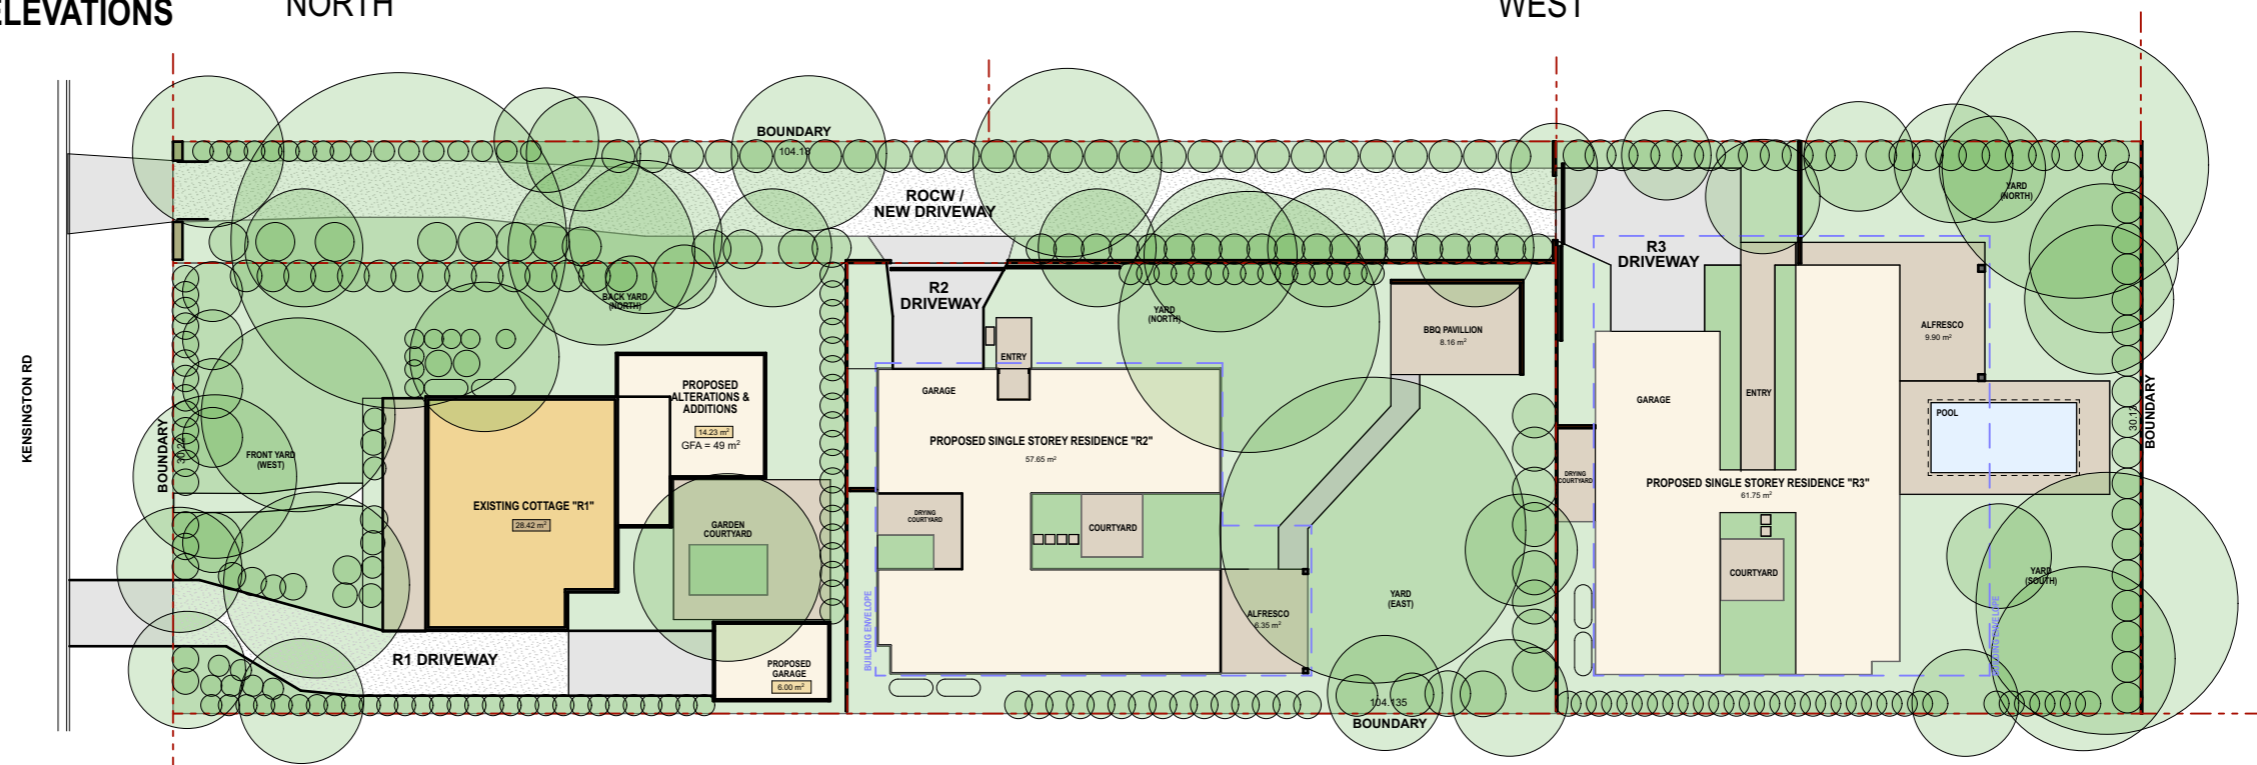 ELEVATIONS
NORTH
WEST
KENSINGTON RD
BOUNDARY
104.18
ROCW /
NEW DRIVEWAY
BACK YARD
(NORTH)
R2
DRIVEWAY
YARD
(NORTH)
ENTRY
BBQ PAVILLION
8.16 m²
R3
DRIVEWAY
YARD
(NORTH)
ALFRESCO
9.90 m²
BOUNDARY
FRONT YARD
(WEST)
PROPOSED
ALTERATIONS &
ADDITIONS
14.23 m²
GFA = 49 m²
EXISTING COTTAGE "R1"
28.42 m²
GARDEN
COURTYARD
R1 DRIVEWAY
PROPOSED
GARAGE
6.00 m²
GARAGE
PROPOSED SINGLE STOREY RESIDENCE "R2"
57.65 m²
DRYING
COURTYARD
COURTYARD
BUILDING ENVELOPE
ALFRESCO
6.35 m²
YARD
(EAST)
104.135
BOUNDARY
GARAGE
ENTRY
DRYING
COURTYARD
PROPOSED SINGLE STOREY RESIDENCE "R3"
61.75 m²
COURTYARD
POOL
BUILDING ENVELOPE
YARD
(SOUTH)
BOUNDARY